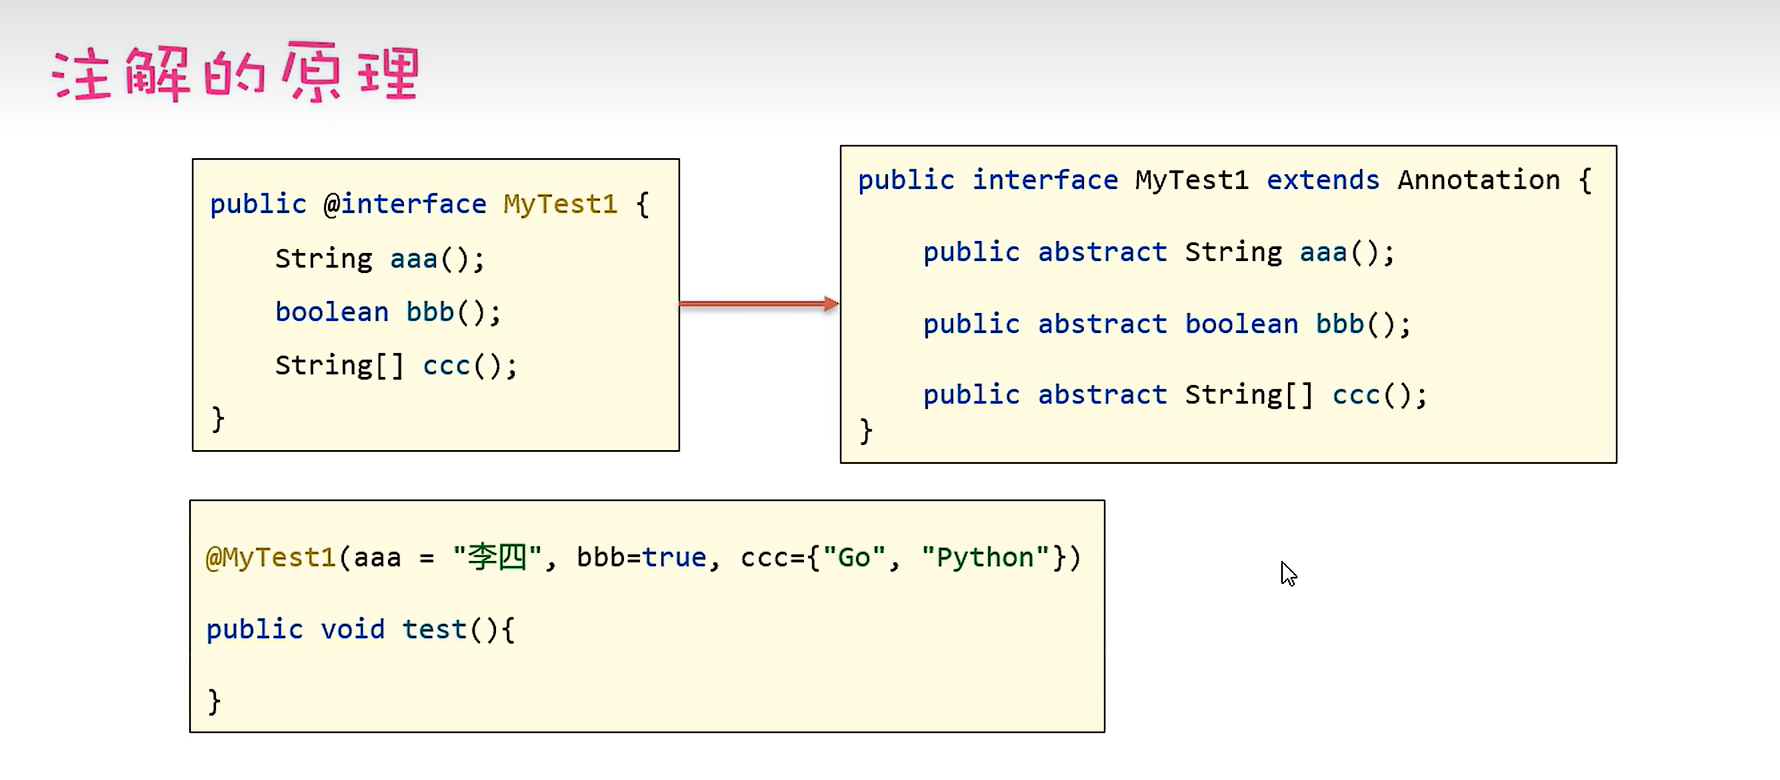 注解的原理
public @interface MyTest1 {
String aaa();
boolean bbb();
String[] ccc();
}
public interface MyTest1 extends Annotation {
public abstract String aaa();
public abstract boolean bbb();
public abstract String[] ccc();
}
@MyTest1(aaa = "李四", bbb=true, ccc={"Go", "Python"})
public void test(){
}